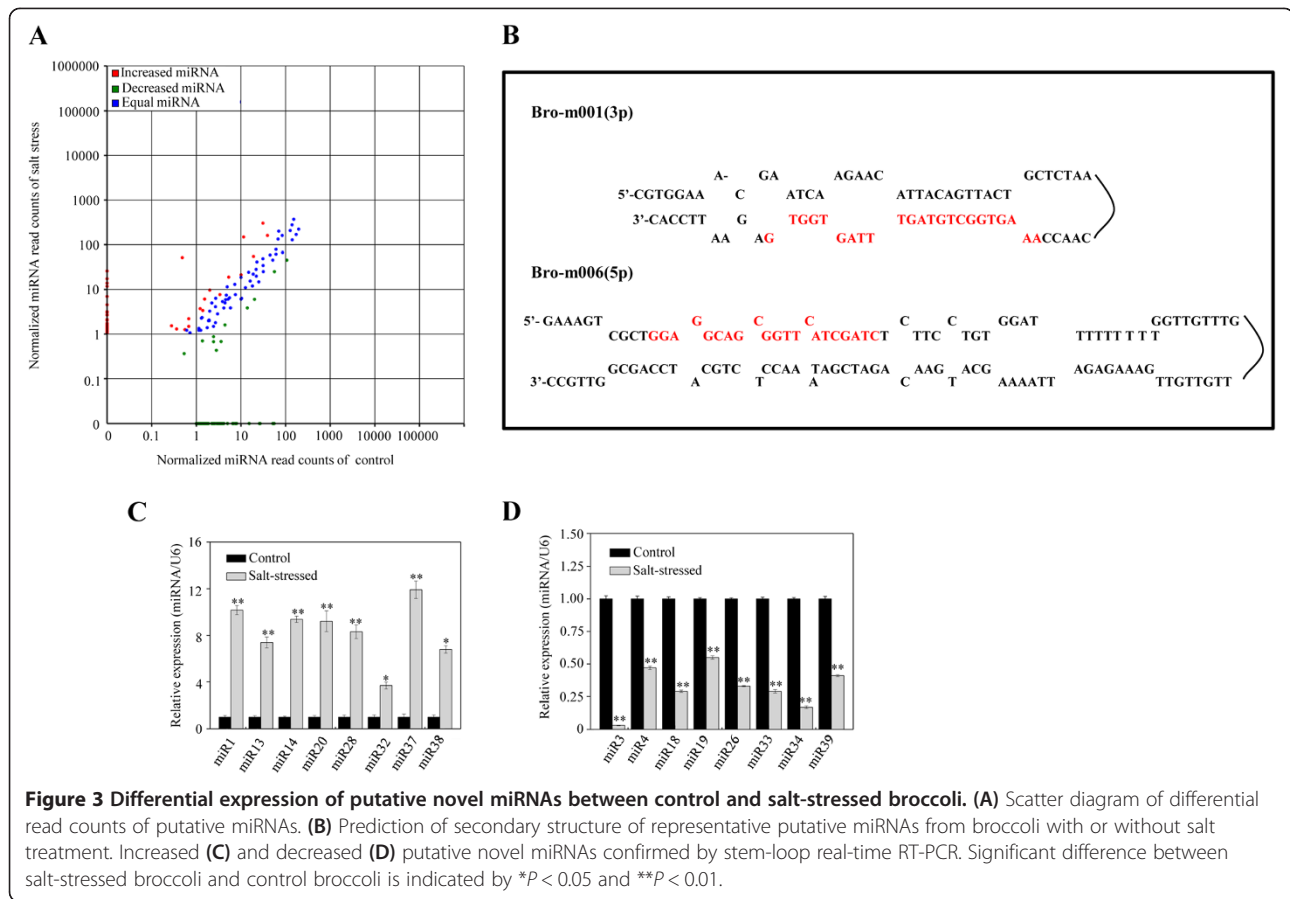 A
Increased miRNA
Decreased miRNA
Equal miRNA
Normalized miRNA read counts of salt stress
1000000
100000
10000
1000
100
10
1
0.1
0
0
0.1
1
10
100
1000
10000
100000
Normalized miRNA read counts of control
B
Bro-m001(3p)
A- GA AGAAC GCTCTAA
5’-CGTGGAA C ATCA ATTACAGTTACT
3’-CACCTT G TGGT TGATGTCGGTGA
AA AG GATT AACCAAC
Bro-m006(5p)
5’- GAAAGT G C C C C GGAT GGTTGTTTG
CGCTGGA GCAG GGTT ATCGATCT TTC TGT TTTTT T T T
GCGACCT CGTC CCAA TAGCTAGA AAG ACG AGAGAAAG
3’-CCGTTG A T A C T AAAATT TTGTTGTT
C
Relative expression (miRNA/U6)
16
12
8
4
0
Control
Salt-stressed
** ** ** ** ** * ** *
miR1 miR13 miR14 miR20 miR28 miR32 miR37 miR38
D
Relative expression (miRNA/U6)
1.50
1.25
1.00
0.75
0.50
0.25
0
Control
Salt-stressed
** ** ** ** ** ** ** **
miR3 miR4 miR18 miR19 miR26 miR33 miR34 miR39
Figure 3 Differential expression of putative novel miRNAs between control and salt-stressed broccoli. (A) Scatter diagram of differential
read counts of putative miRNAs. (B) Prediction of secondary structure of representative putative miRNAs from broccoli with or without salt
treatment. Increased (C) and decreased (D) putative novel miRNAs confirmed by stem-loop real-time RT-PCR. Significant difference between
salt-stressed broccoli and control broccoli is indicated by *P < 0.05 and **P < 0.01.